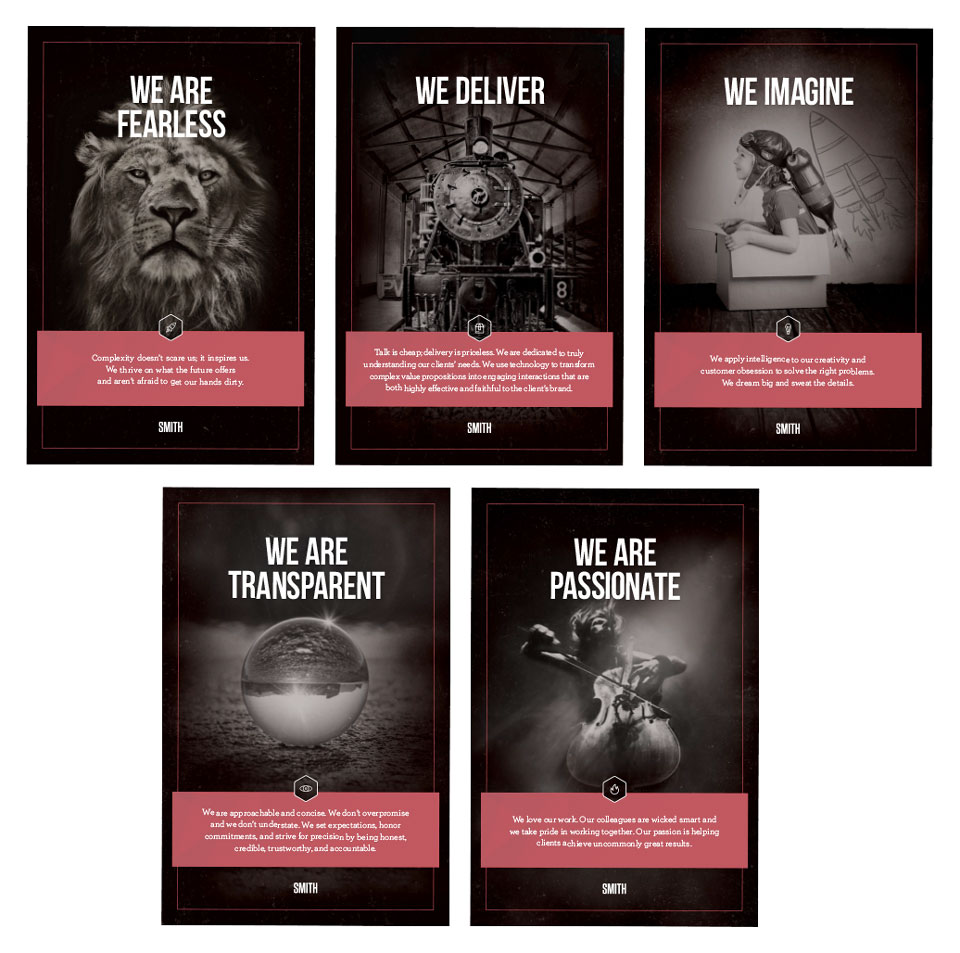 WE ARE
FEARLESS
Complexity doesn't scare us; it inspires us.
We thrive on what the future offers
and aren't afraid to get our hands dirty.
SMITH
WE DELIVER
PV
8
Talk is cheap; delivery is priceless. We are dedicated to truly
understanding our clients' needs. We use technology to transform
complex value propositions into engaging interactions that are
both highly effective and faithful to the client's brand.
SMITH
WE IMAGINE
We apply intelligence to our creativity and
customer obsession to solve the right problems.
We dream big and sweat the details.
SMITH
WE ARE
TRANSPARENT
We are approachable and concise. We don't overpromise
and we don't understate. We set expectations, honor
commitments, and strive for precision by being honest,
credible, trustworthy, and accountable.
SMITH
WE ARE
PASSIONATE
We love our work. Our colleagues are wicked smart and
we take pride in working together. Our passion is helping
clients achieve uncommonly great results.
SMITH